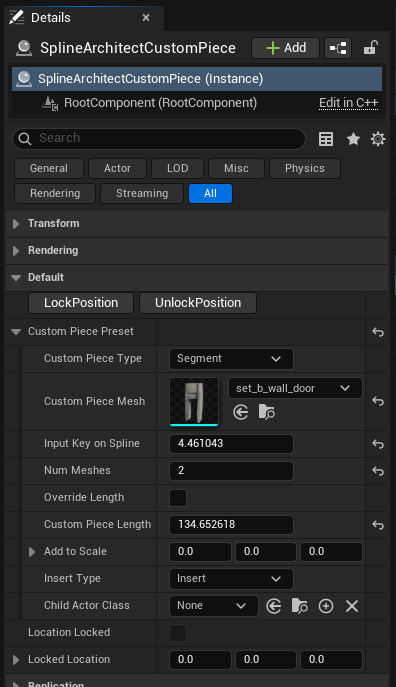 Details
SplineArchitectCustomPiece
Add
SplineArchitectCustomPiece (Instance)
RootComponent (RootComponent) Edit in C++
Search
General Actor LOD Misc Physics
Rendering Streaming All
Transform
Rendering
Default
LockPosition UnlockPosition
Custom Piece Preset
Custom Piece Type Segment
Custom Piece Mesh set_b_wall_door
Input Key on Spline 4.461043
Num Meshes 2
Override Length
Custom Piece Length 134.652618
Add to Scale 0.0 0.0 0.0
Insert Type Insert
Child Actor Class None
Location Locked
Locked Location 0.0 0.0 0.0
Replication